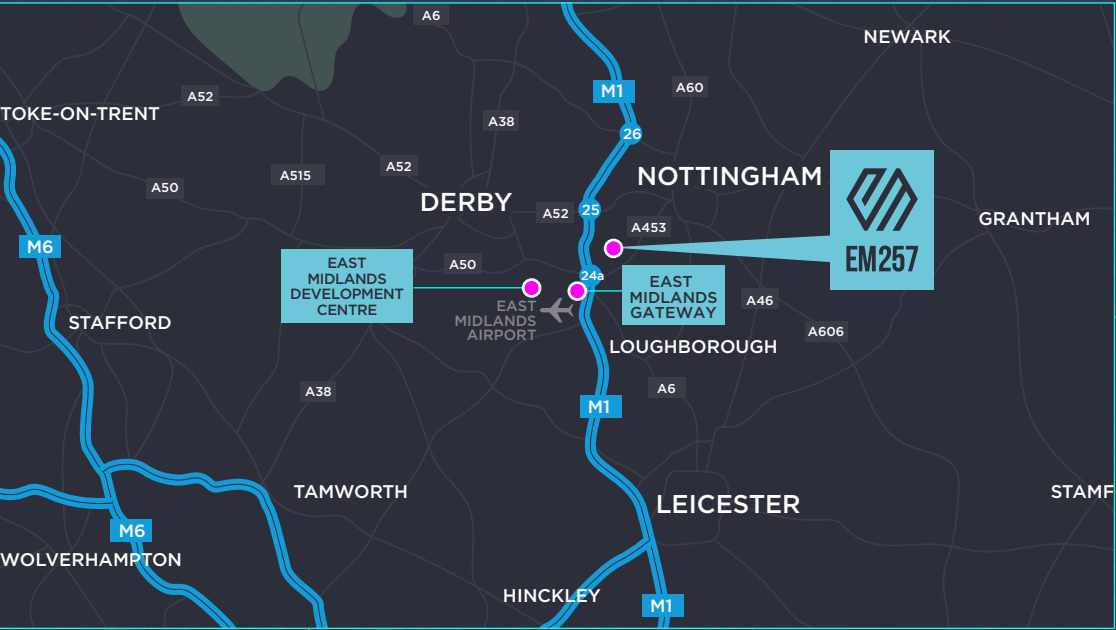 A6
NEWARK
M1
A60
A52
TOKE-ON-TRENT
A38
26
A52
A515
NOTTINGHAM
A50
DERBY
25
A52
GRANTHAM
A453
M6
EM257
EAST
MIDLANDS
DEVELOPMENT
CENTRE
A50
24a
EAST
MIDLANDS
GATEWAY
A46
EAST
MIDLANDS
AIRPORT
STAFFORD
A606
LOUGHBOROUGH
A38
A6
M1
TAMWORTH
STAMF
LEICESTER
M6
WOLVERHAMPTON
HINCKLEY
M1